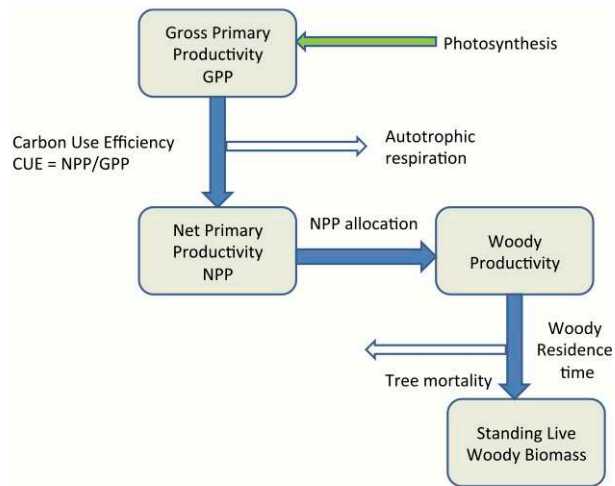 Gross Primary
Productivity
GPP
Photosynthesis
Carbon Use Efficiency
CUE = NPP/GPP
Autotrophic
respiration
Net Primary
Productivity
NPP
NPP allocation
Woody
Productivity
Woody
Residence
time
Tree mortality
Standing Live
Woody Biomass